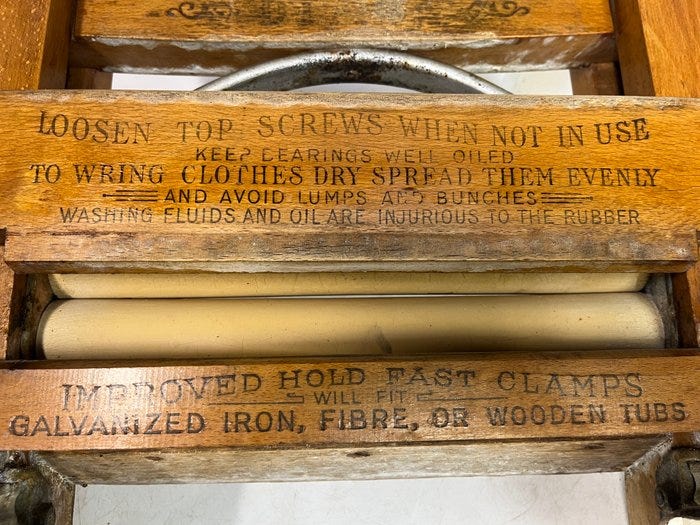 LOOSEN TOP SCREWS WHEN NOT IN USE
KEEP BEARINGS WELL OILED
TO WRING CLOTHES DRY SPREAD THEM EVENLY
AND AVOID LUMPS AND BUNCHES
WASHING FLUIDS AND OIL ARE INJURIOUS TO THE RUBBER
IMPROVED HOLD FAST CLAMPS
WILL FIT
GALVANIZED IRON, FIBRE, OR WOODEN TUBS